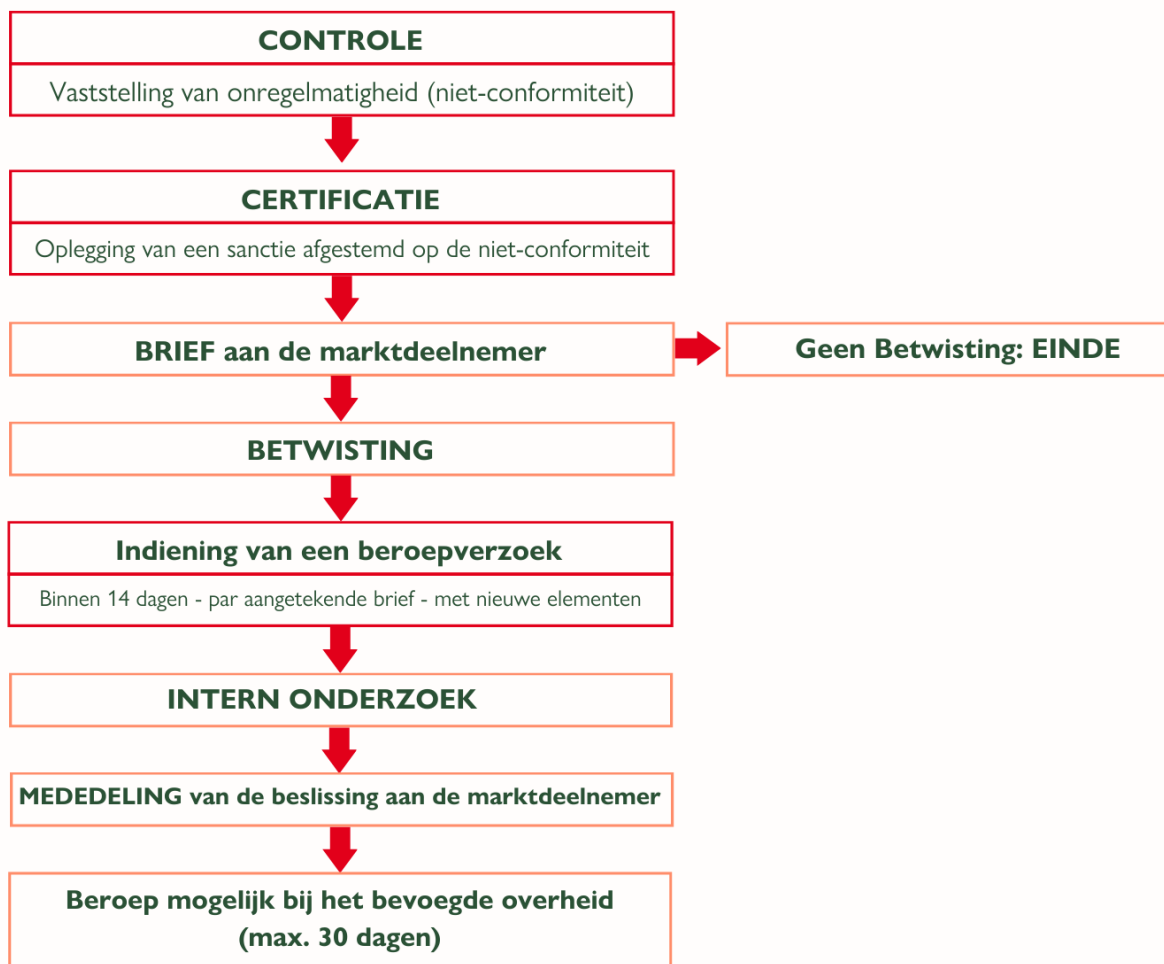 CONTROLE
Vaststelling van onregelmatigheid (niet-conformiteit)
CERTIFICATIE
Oplegging van een sanctie afgestemd op de niet-conformiteit
BRIEF aan de marktdeelnemer
Geen Betwisting: EINDE
BETWISTING
Indiening van een beroepverzoek
Binnen 14 dagen - par aangetekende brief - met nieuwe elementen
INTERN ONDERZOEK
MEDEDELING van de beslissing aan de marktdeelnemer
Beroep mogelijk bij het bevoegde overheid
(max. 30 dagen)